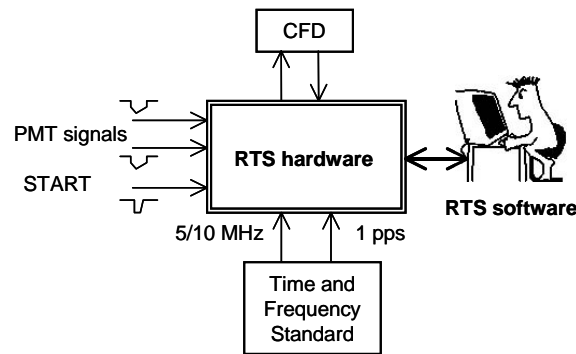 CFD
PMT signals
START
RTS hardware
RTS software
5/10 MHz
1 pps
Time and
Frequency
Standard